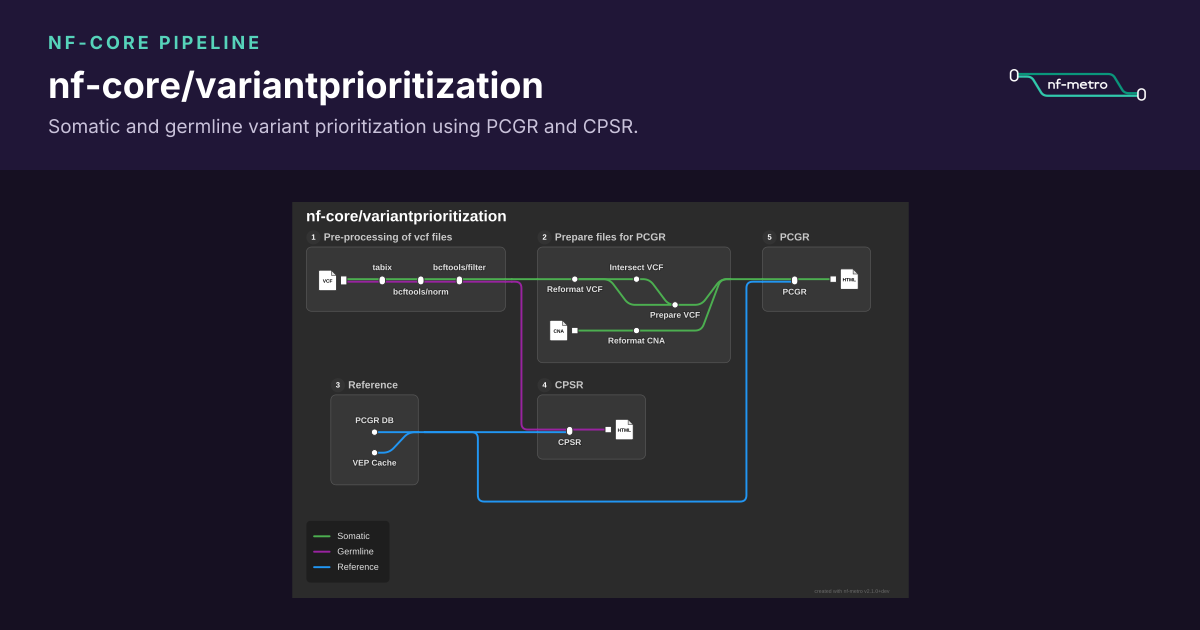 NF-CORE PIPELINE
nf-core/variantprioritization
Somatic and germline variant prioritization using PCGR and CPSR.
nf-metro
nf-core/variantprioritization
1 Pre-processing of vcf files
2 Prepare files for PCGR
5 PCGR
VCF
tabix
bcftools/norm
bcftools/filter
Reformat VCF
Intersect VCF
Prepare VCF
CNA
Reformat CNA
PCGR
HTML
3 Reference
4 CPSR
PCGR DB
VEP Cache
CPSR
HTML
Somatic
Germline
Reference